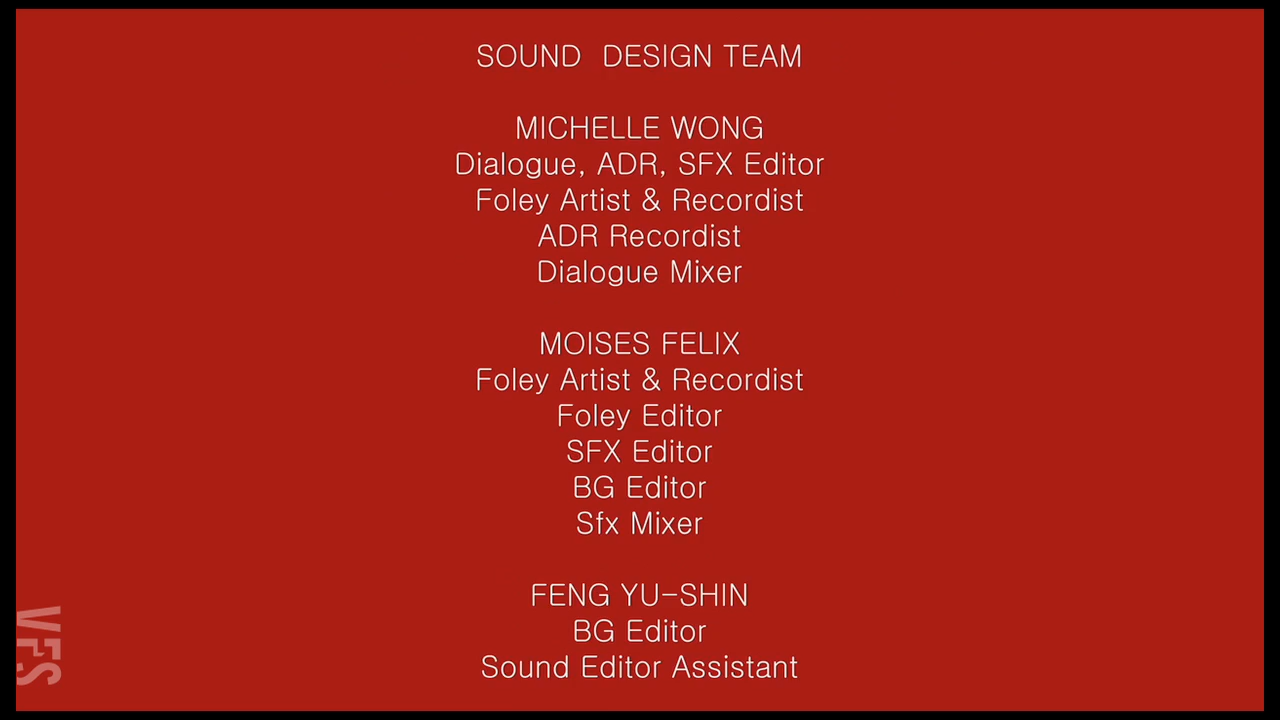 SOUND DESIGN TEAM
MICHELLE WONG
Dialogue, ADR, SFX Editor
Foley Artist & Recordist
ADR Recordist
Dialogue Mixer
MOISES FELIX
Foley Artist & Recordist
Foley Editor
SFX Editor
BG Editor
Sfx Mixer
FENG YU-SHIN
BG Editor
Sound Editor Assistant
VFS